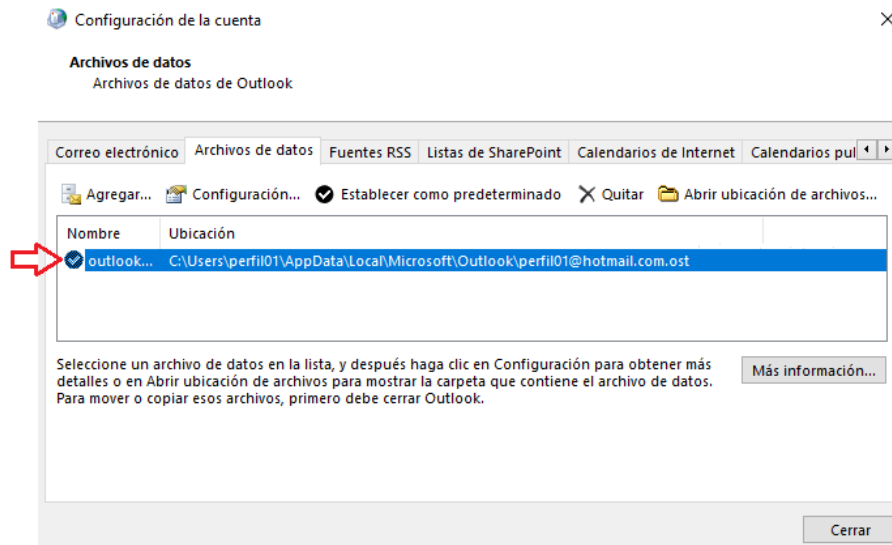 Configuración de la cuenta
Archivos de datos
Archivos de datos de Outlook
Correo electrónico Archivos de datos Fuentes RSS Listas de SharePoint Calendarios de Internet Calendarios pul
Agregar... Configuración... Establecer como predeterminado Quitar Abrir ubicación de archivos...
Nombre Ubicación
outlook... C:\Users\perfil01\AppData\Local\Microsoft\Outlook\perfil01@hotmail.com.ost
Seleccione un archivo de datos en la lista, y después haga clic en Configuración para obtener más
detalles o en Abrir ubicación de archivos para mostrar la carpeta que contiene el archivo de datos.
Para mover o copiar esos archivos, primero debe cerrar Outlook.
Más información...
Cerrar